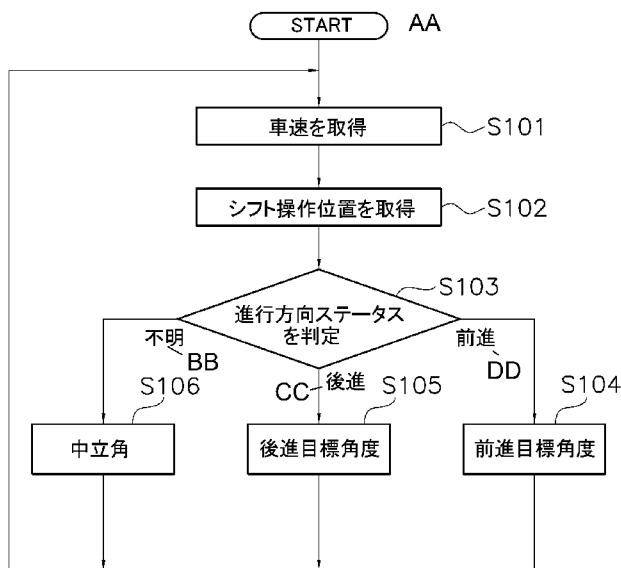 START
AA
車速を取得
S101
シフト操作位置を取得
S102
S103
進行方向ステータス
を判定
不明
BB
CC
後進
前進
DD
S106
S105
S104
中立角
後進目標角度
前進目標角度